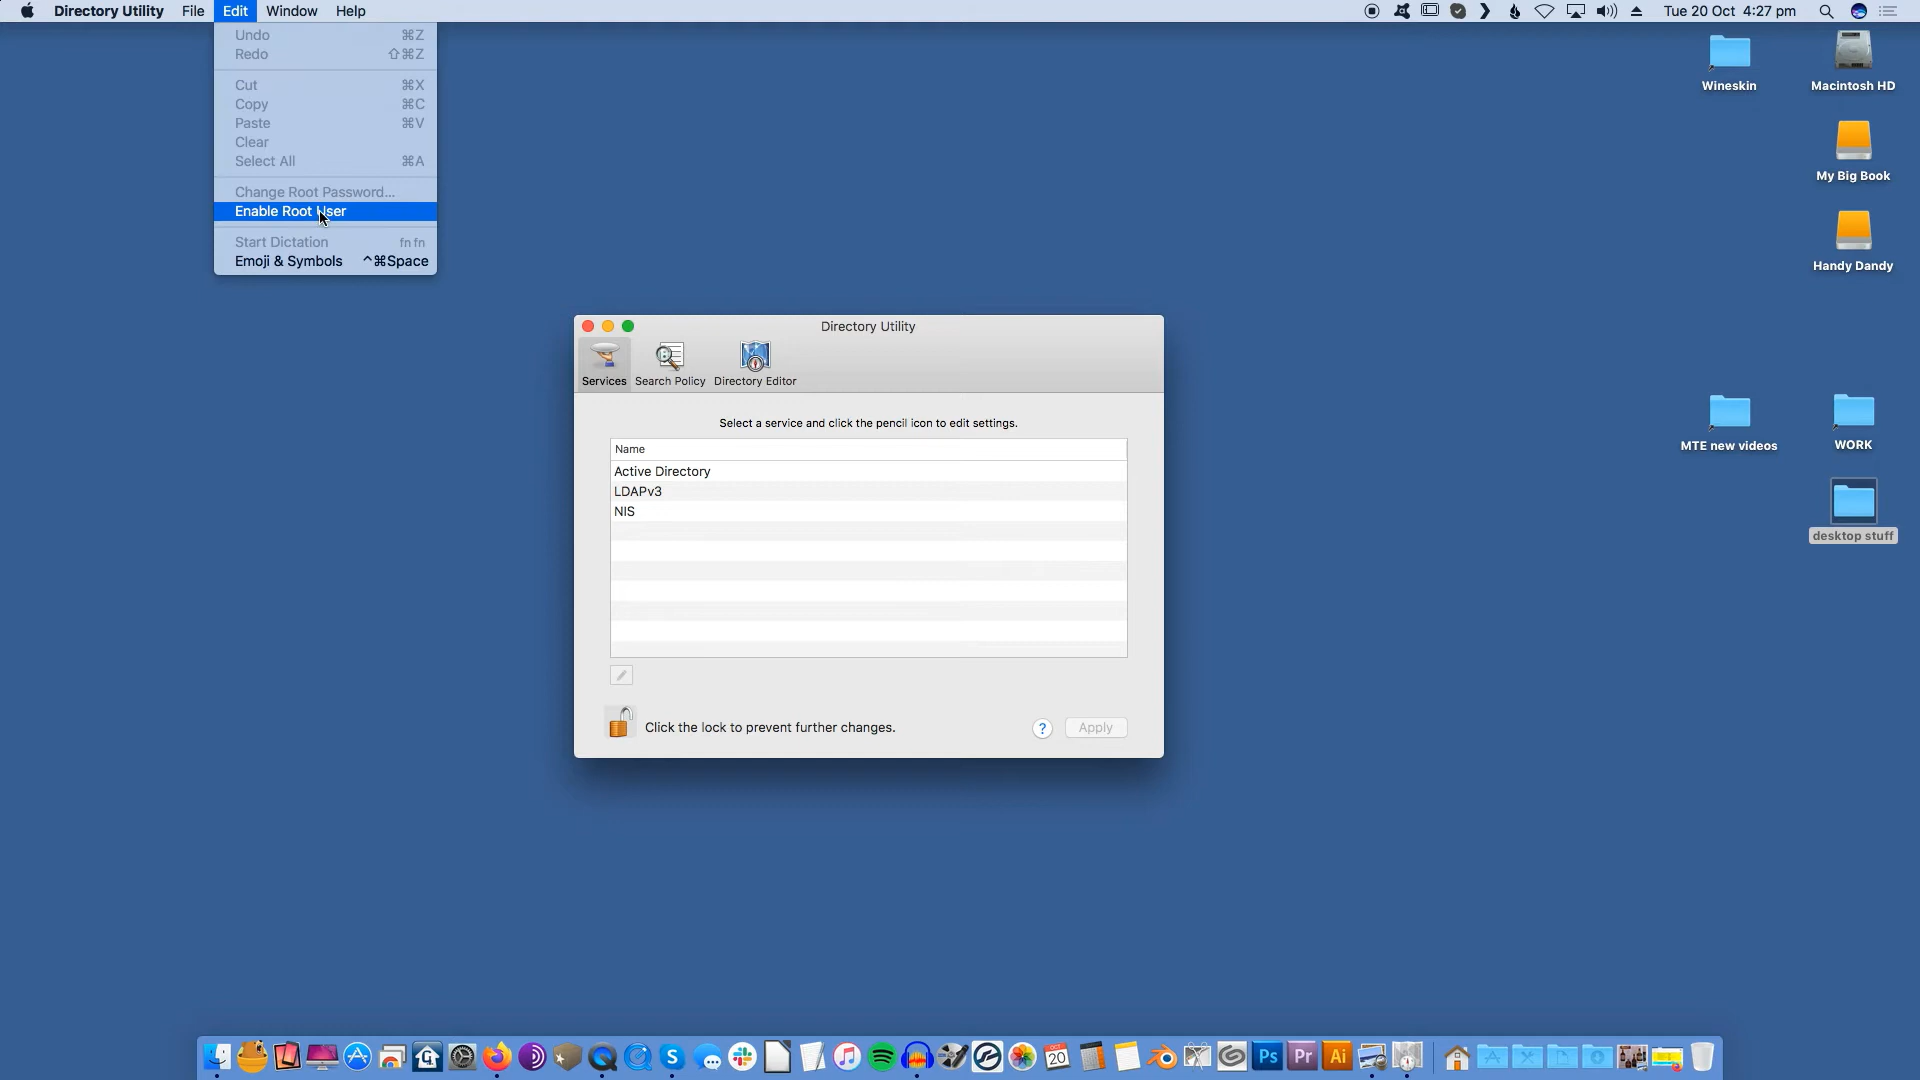 Directory Utility File Edit Window Help Tue 20 Oct 4:27 pm
Undo ⌘Z
Redo ⇧⌘Z
Cut ⌘X
Copy ⌘C
Paste ⌘V
Clear
Select All ⌘A
Change Root Password...
Enable Root User
Start Dictation fn fn
Emoji & Symbols ^⌘Space
Wineskin
Macintosh HD
My Big Book
Handy Dandy
MTE new videos
WORK
desktop stuff
Directory Utility
Services Search Policy Directory Editor
Select a service and click the pencil icon to edit settings.
Name
Active Directory
LDAPv3
NIS
Click the lock to prevent further changes.
? Apply
OCT
20
Ps Pr Ai